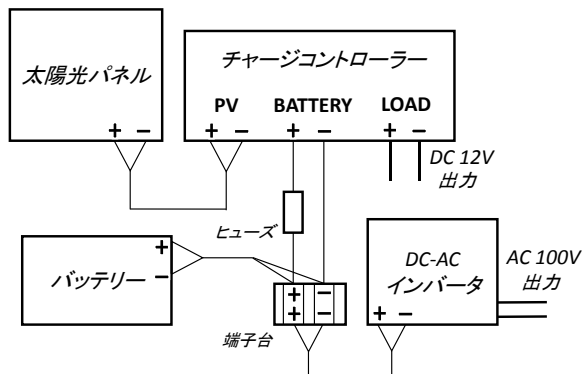 太陽光パネル
+ −
チャージコントローラー
PV BATTERY LOAD
+ − + − + −
DC 12V
出力
ヒューズ
バッテリー
+
−
+ −
+ −
端子台
DC-AC
インバータ
+ −
AC 100V
出力